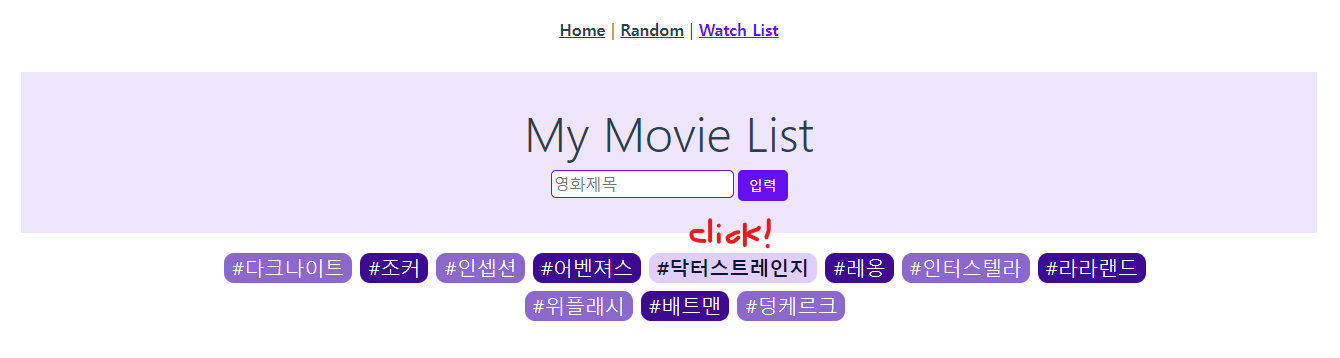 Home | Random | Watch List
My Movie List
영화제목 입력
click!
#다크나이트 #조커 #인셉션 #어벤져스 #닥터스트레인지 #레옹 #인터스텔라 #라라랜드
#위플래시 #배트맨 #덩케르크